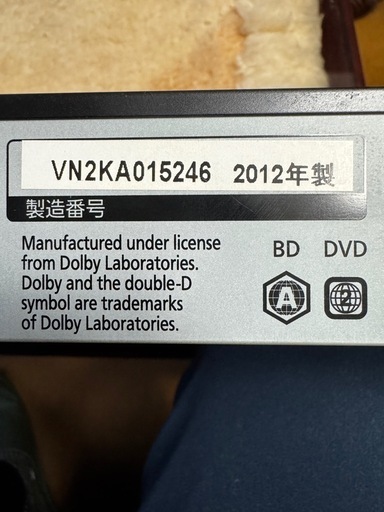 VN2KA015246 2012年製
製造番号
Manufactured under license
from Dolby Laboratories.
Dolby and the double-D
symbol are trademarks
of Dolby Laboratories.
BD DVD
A 2